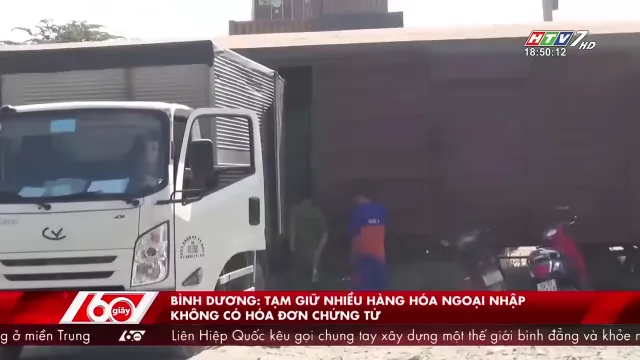 HTV7 HD
18:50:12
60 giây
BÌNH DƯƠNG: TẠM GIỮ NHIỀU HÀNG HÓA NGOẠI NHẬP
KHÔNG CÓ HÓA ĐƠN CHỨNG TỪ
g ở miền Trung 60giây Liên Hiệp Quốc kêu gọi chung tay xây dựng một thế giới bình đẳng và khỏe m